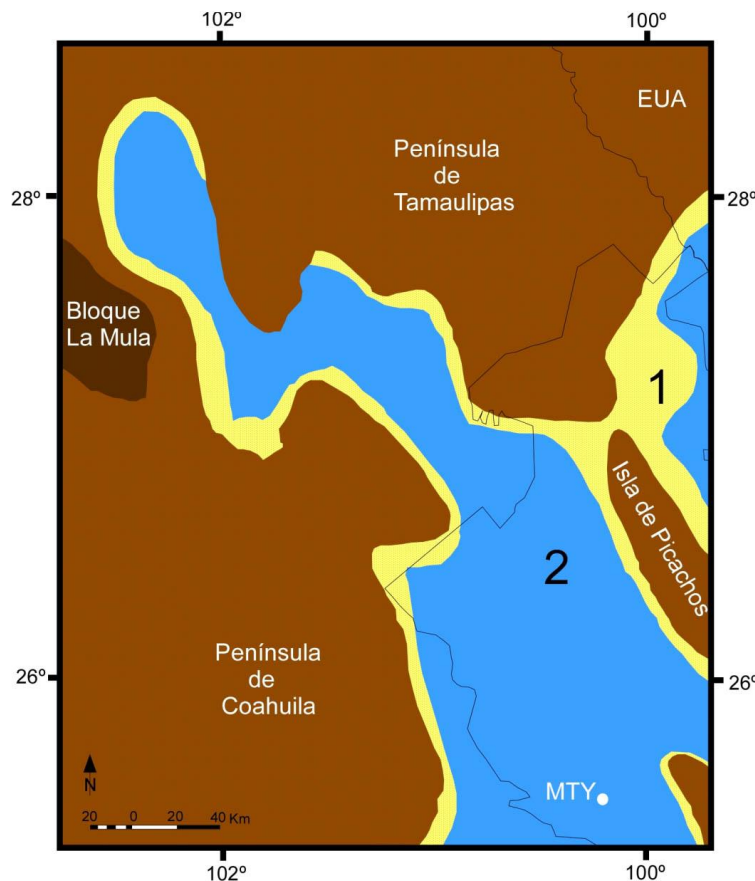 102º
100º
EUA
Península
de
Tamaulipas
28º
28º
Bloque
La Mula
1
Isla de Picachos
2
Península
de
Coahuila
26º
26º
N
MTY
20 0 20 40 Km
102º
100º